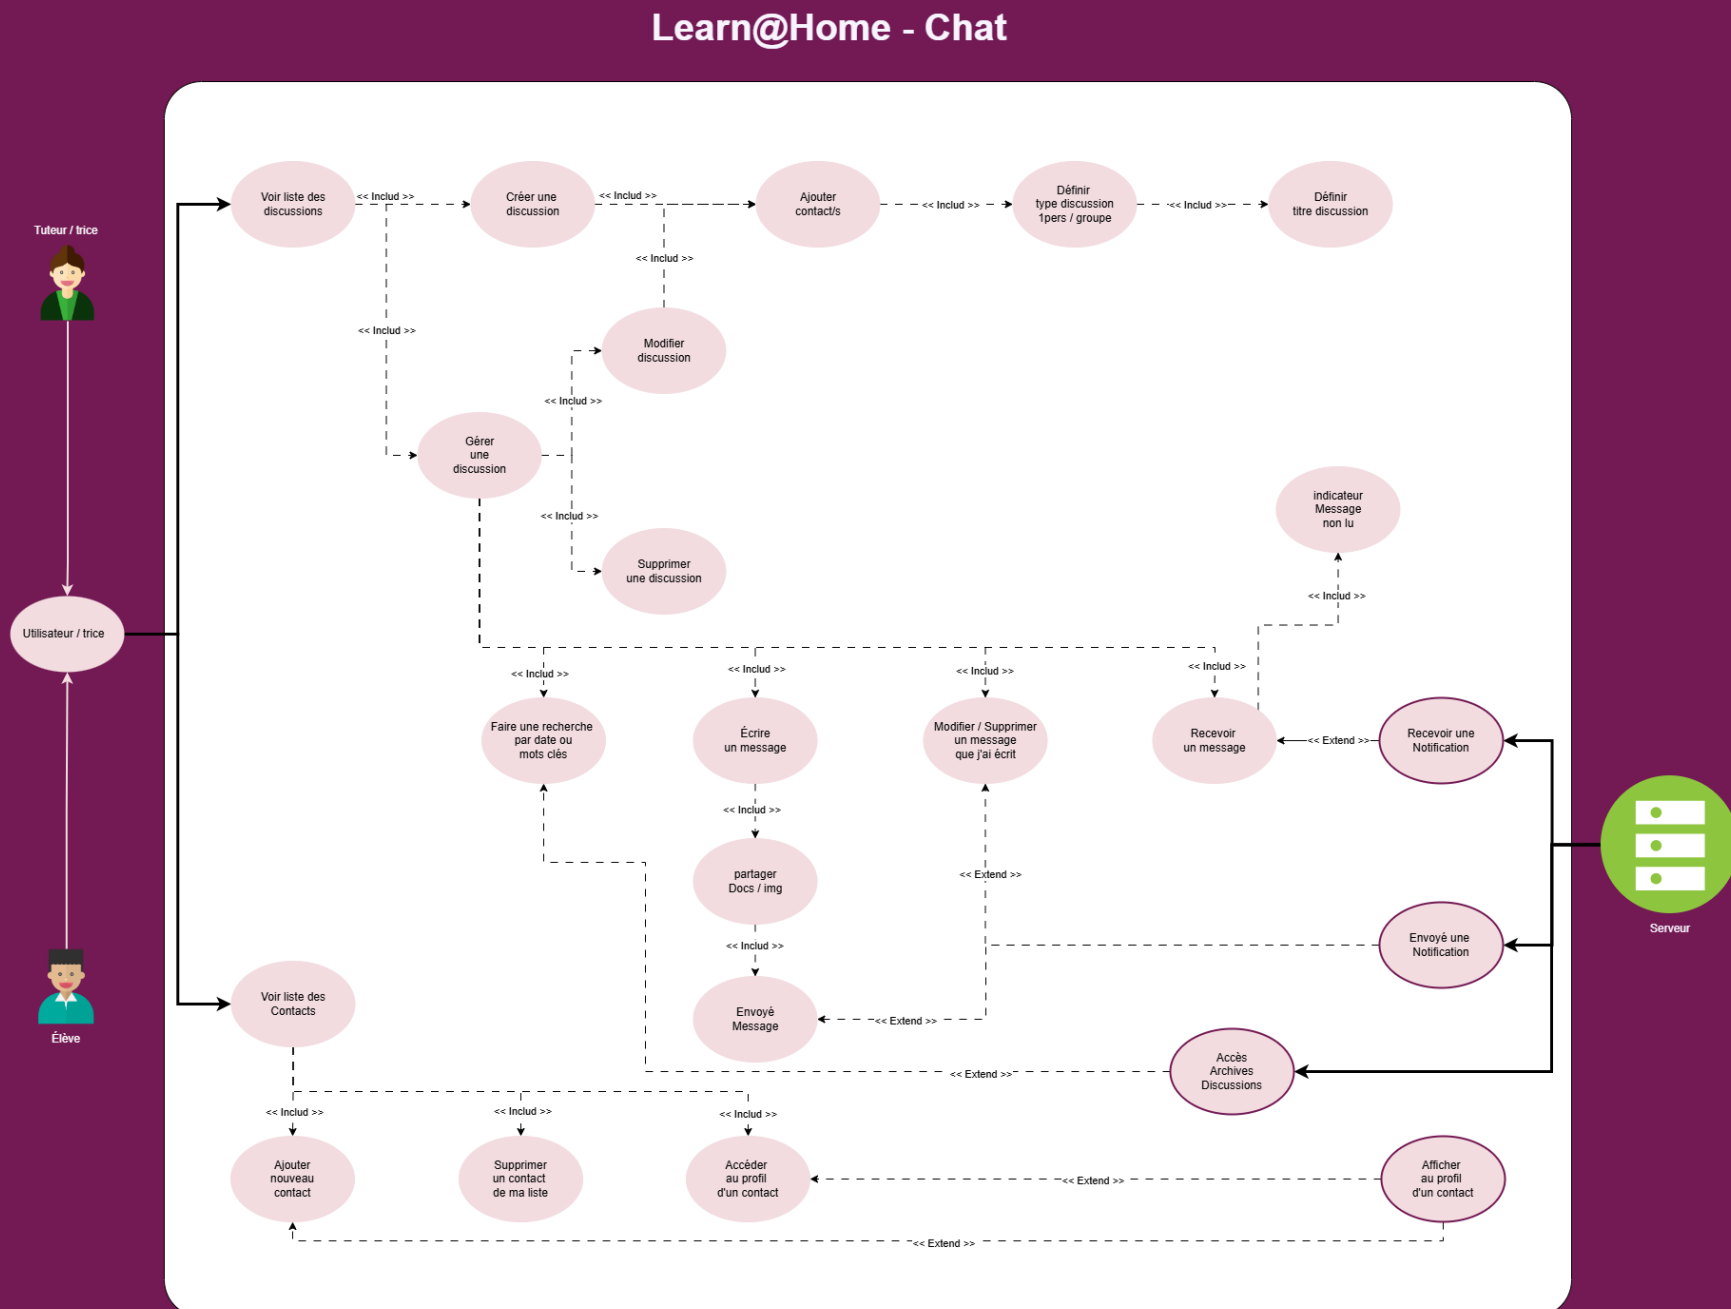 Learn@Home - Chat
Voir liste des
discussions
<< Includ >>
Créer une
discussion
<< Includ >>
Ajouter
contact/s
<< Includ >>
Définir
type discussion
1pers / groupe
<< Includ >>
Définir
titre discussion
Tuteur / trice
<< Includ >>
<< Includ >>
Modifier
discussion
<< Includ >>
Gérer
une
discussion
<< Includ >>
Supprimer
une discussion
indicateur
Message
non lu
<< Includ >>
Utilisateur / trice
<< Includ >>
<< Includ >>
<< Includ >>
<< Includ >>
Faire une recherche
par date ou
mots clés
Écrire
un message
Modifier / Supprimer
un message
que j'ai écrit
Recevoir
un message
<< Extend >>
Recevoir une
Notification
<< Includ >>
partager
Docs / img
<< Extend >>
Serveur
<< Includ >>
Envoyé une
Notification
Voir liste des
Contacts
Envoyé
Message
<< Extend >>
Élève
<< Extend >>
Accès
Archives
Discussions
<< Includ >>
<< Includ >>
<< Includ >>
Ajouter
nouveau
contact
Supprimer
un contact
de ma liste
Accéder
au profil
d'un contact
<< Extend >>
Afficher
au profil
d'un contact
<< Extend >>